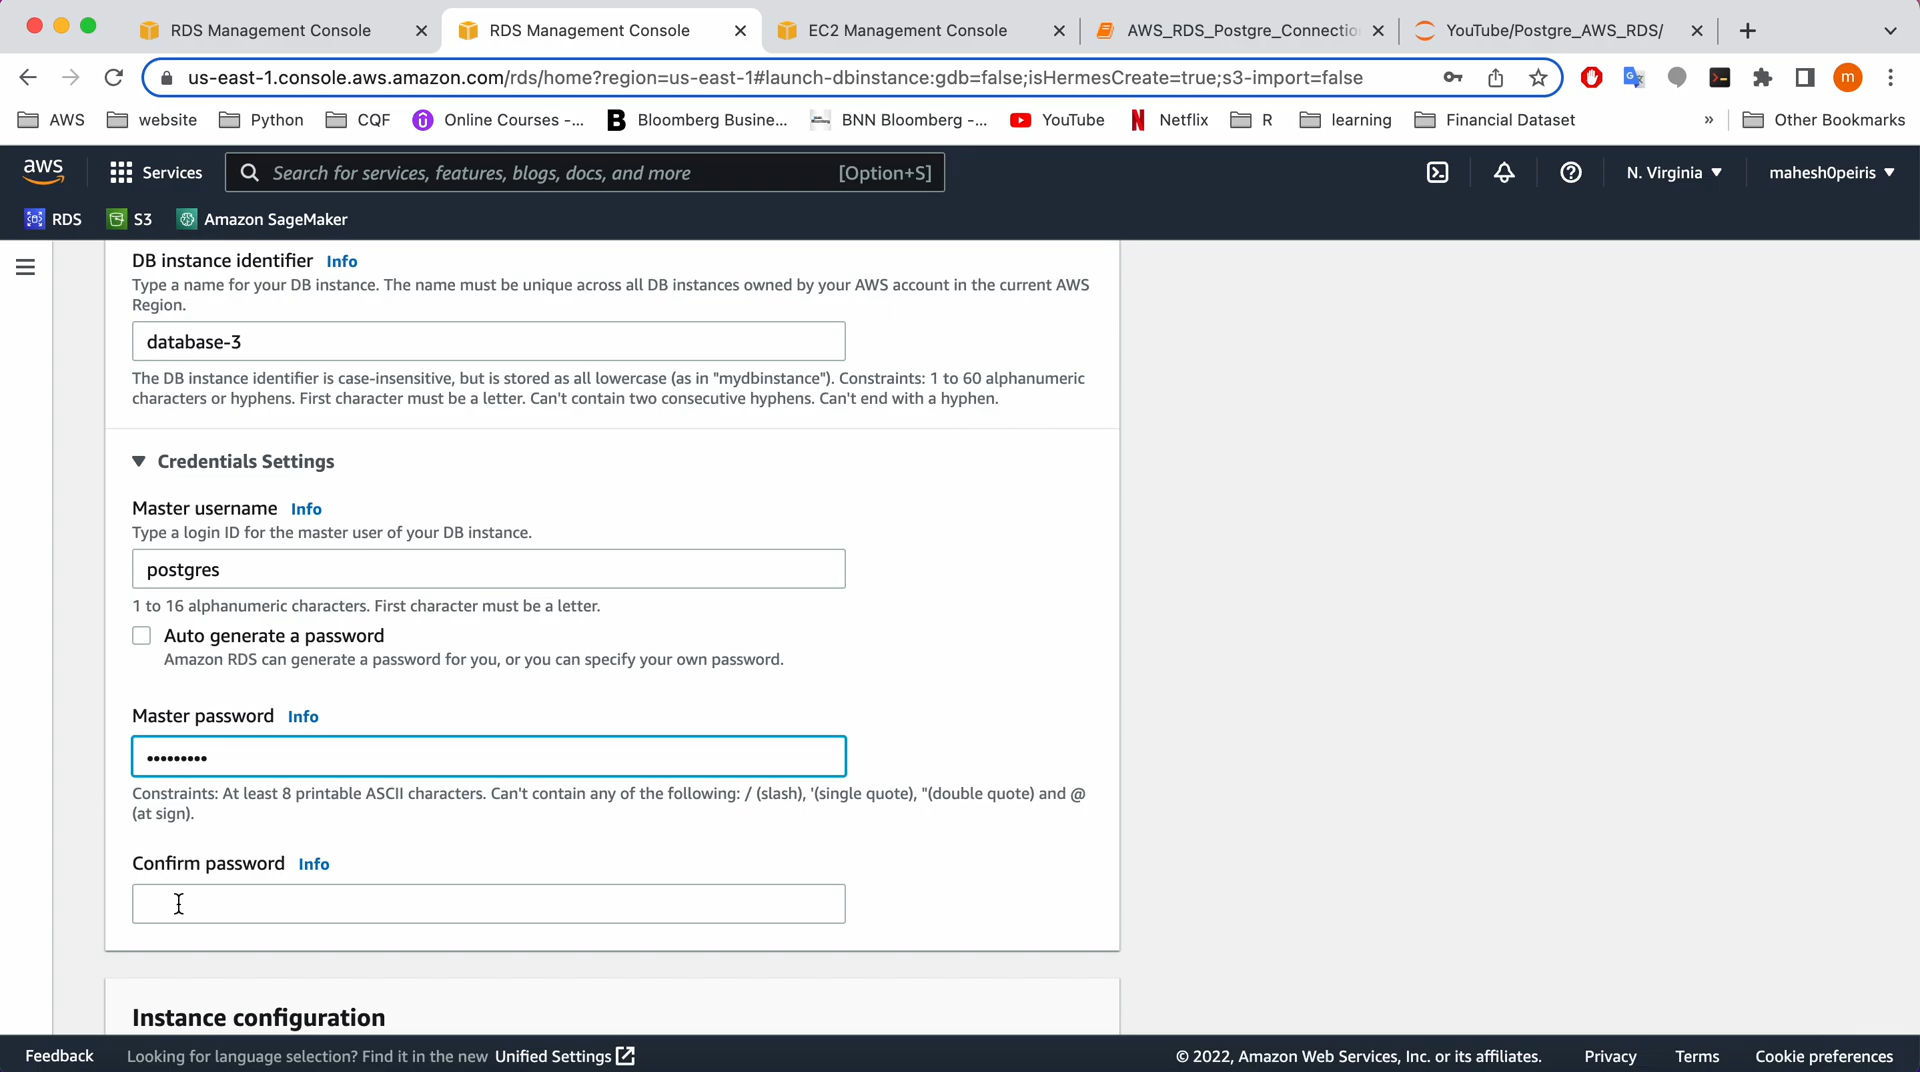 RDS Management Console
RDS Management Console
EC2 Management Console
AWS_RDS_Postgre_Connectio
YouTube/Postgre_AWS_RDS/
us-east-1.console.aws.amazon.com/rds/home?region=us-east-1#launch-dbinstance:gdb=false;isHermesCreate=true;s3-import=false
m
AWS
website
Python
CQF
Online Courses -...
Bloomberg Busine...
BNN Bloomberg -...
YouTube
Netflix
R
learning
Financial Dataset
»
Other Bookmarks
aws
Services
Search for services, features, blogs, docs, and more
[Option+S]
N. Virginia
mahesh0peiris
RDS
S3
Amazon SageMaker
DB instance identifier Info
Type a name for your DB instance. The name must be unique across all DB instances owned by your AWS account in the current AWS
Region.
database-3
The DB instance identifier is case-insensitive, but is stored as all lowercase (as in "mydbinstance"). Constraints: 1 to 60 alphanumeric
characters or hyphens. First character must be a letter. Can't contain two consecutive hyphens. Can't end with a hyphen.
Credentials Settings
Master username Info
Type a login ID for the master user of your DB instance.
postgres
1 to 16 alphanumeric characters. First character must be a letter.
Auto generate a password
Amazon RDS can generate a password for you, or you can specify your own password.
Master password Info
•••••••••
Constraints: At least 8 printable ASCII characters. Can't contain any of the following: / (slash), '(single quote), "(double quote) and @
(at sign).
Confirm password Info
Instance configuration
Feedback
Looking for language selection? Find it in the new Unified Settings
© 2022, Amazon Web Services, Inc. or its affiliates.
Privacy
Terms
Cookie preferences